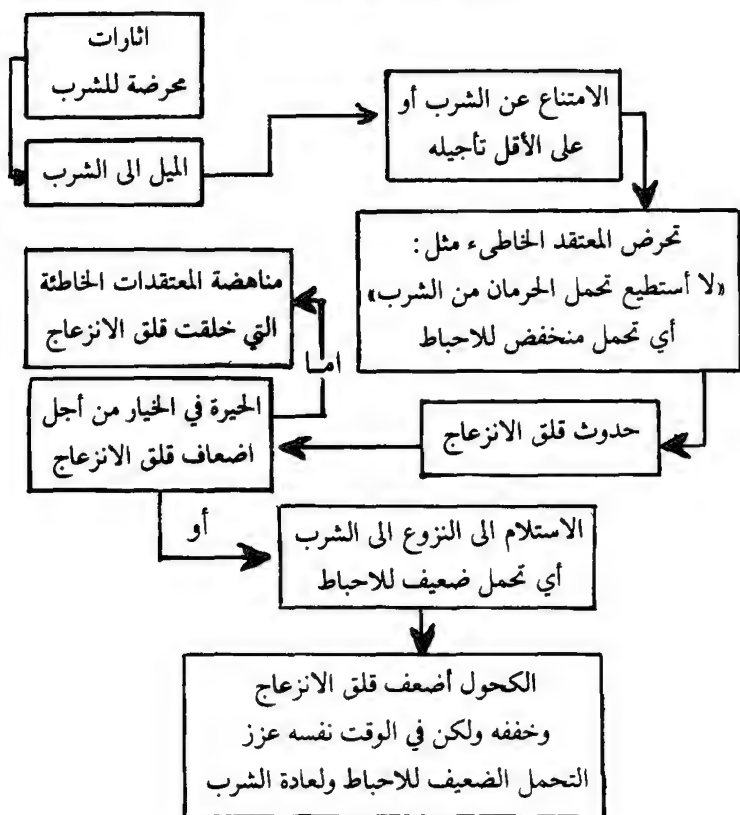 اثارات
محرضة للشرب
الميل الى الشرب
الامتناع عن الشرب أو
على الأقل تأجيله
تحرض المعتقد الخاطىء مثل :
«لا أستطيع تحمل الحرمان من الشرب»
أي تحمل منخفض للاحباط
حدوث قلق الانزعاج
الحيرة في الخيار من أجل
اضعاف قلق الانزعاج
اما
مناهضة المعتقدات الخاطئة
التي خلقت قلق الانزعاج
أو
الاستلام الى النزوع الى الشرب
أي تحمل ضعيف للاحباط
الكحول أضعف قلق الانزعاج
وخففه ولكن في الوقت نفسه عزز
التحمل الضعيف للاحباط ولعادة الشرب